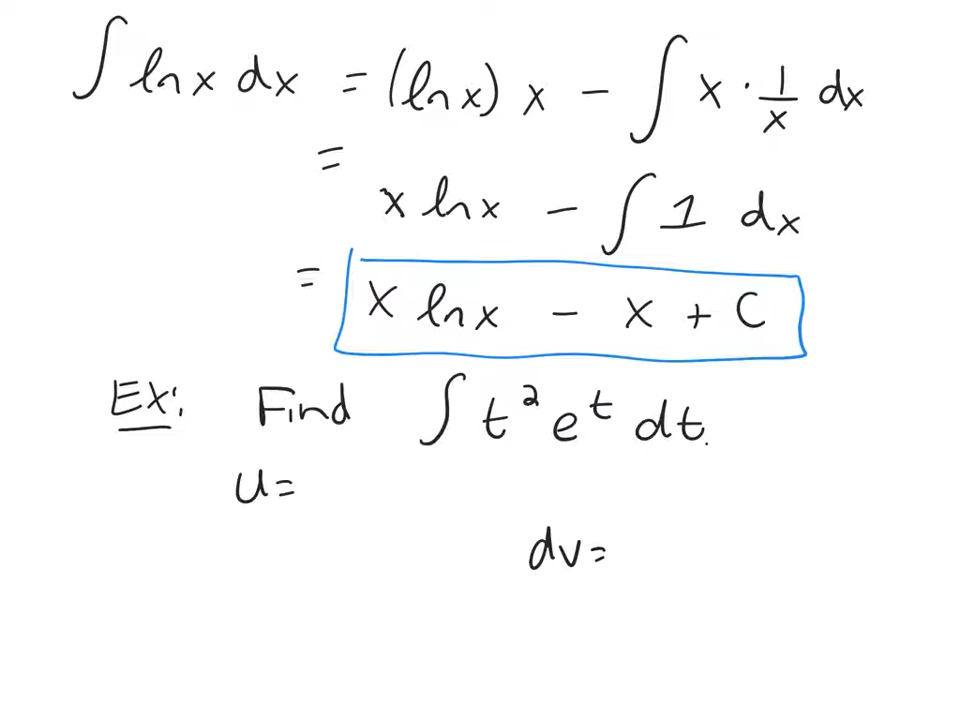 ∫ ln x dx = (ln x) x − ∫ x · 1/x dx
=
x ln x − ∫ 1 dx
= x ln x − x + C
Ex: Find ∫ t² eᵗ dt.
u=
dv=